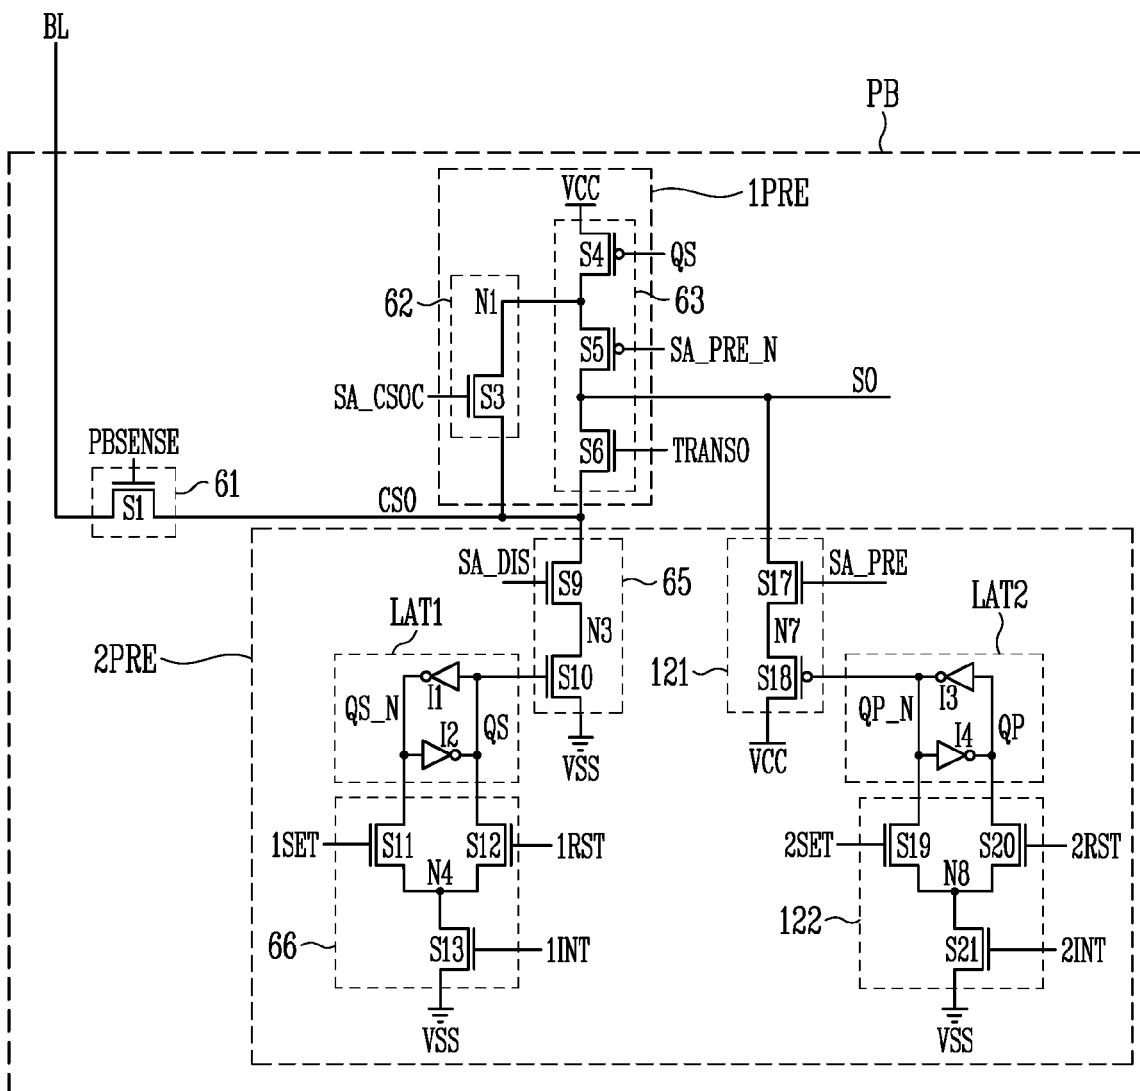 BL
PB
VCC
1PRE
S4
QS
62
N1
63
S5
SA_PRE_N
SO
SA_CSOC
S3
S6
TRANSO
PBSENSE
61
S1
CSO
SA_DIS
S9
65
S17
SA_PRE
LAT1
N3
N7
LAT2
2PRE
S10
121
S18
I1
I3
QS_N
QS
QP_N
QP
I2
I4
VSS
VCC
1SET
S11
S12
1RST
2SET
S19
S20
2RST
N4
N8
66
S13
1INT
122
S21
2INT
VSS
VSS